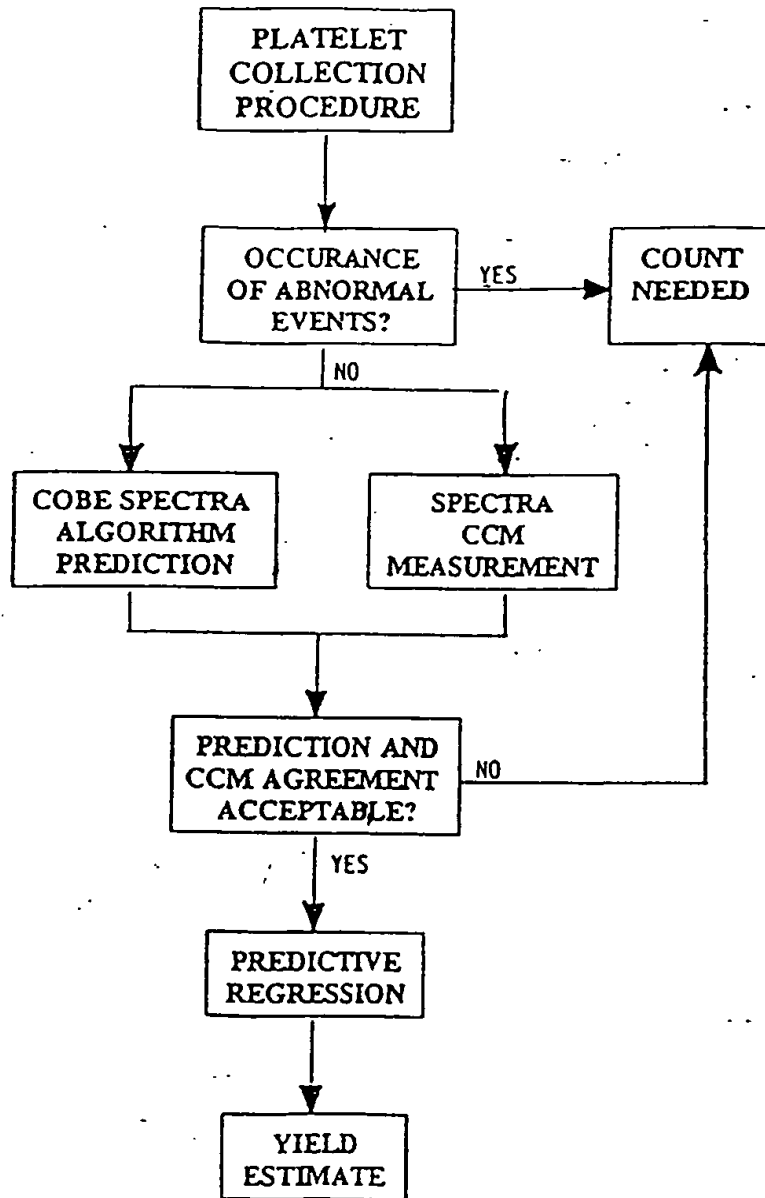 PLATELET
COLLECTION
PROCEDURE
OCCURANCE
OF ABNORMAL
EVENTS?
YES
COUNT
NEEDED
NO
COBE SPECTRA
ALGORITHM
PREDICTION
SPECTRA
CCM
MEASUREMENT
PREDICTION AND
CCM AGREEMENT
ACCEPTABLE?
NO
YES
PREDICTIVE
REGRESSION
YIELD
ESTIMATE